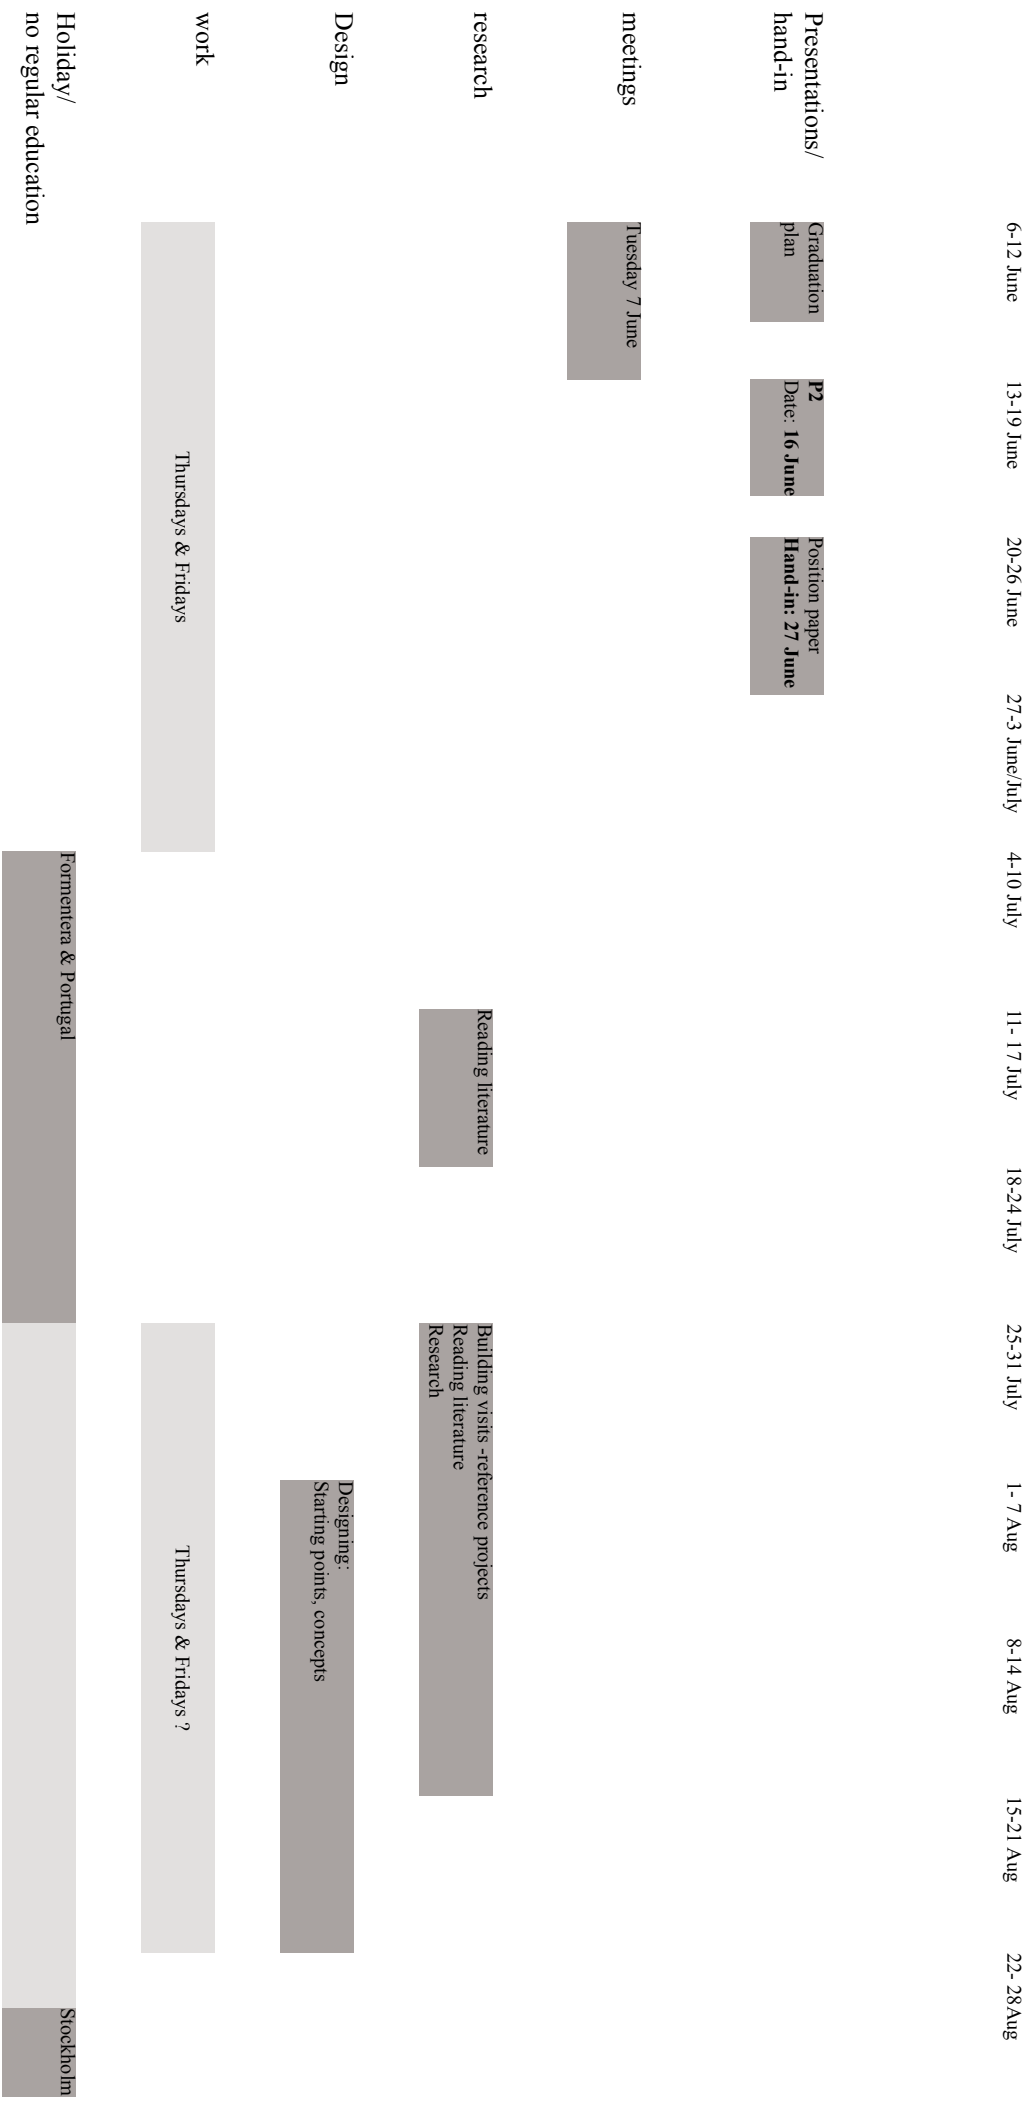 6-12 June
13-19 June
20-26 June
27-3 June/July
4-10 July
11- 17 July
18-24 July
25-31 July
1- 7 Aug
8-14 Aug
15-21 Aug
22- 28Aug
Presentations/
hand-in
Graduation
plan
P2
Date: 16 June
Position paper
Hand-in: 27 June
meetings
Tuesday 7 June
research
Reading literature
Building visits -reference projects
Reading literature
Research
Design
Designing:
Starting points, concepts
work
Thursdays & Fridays
Thursdays & Fridays ?
Holiday/
no regular education
Formentera & Portugal
Stockholm